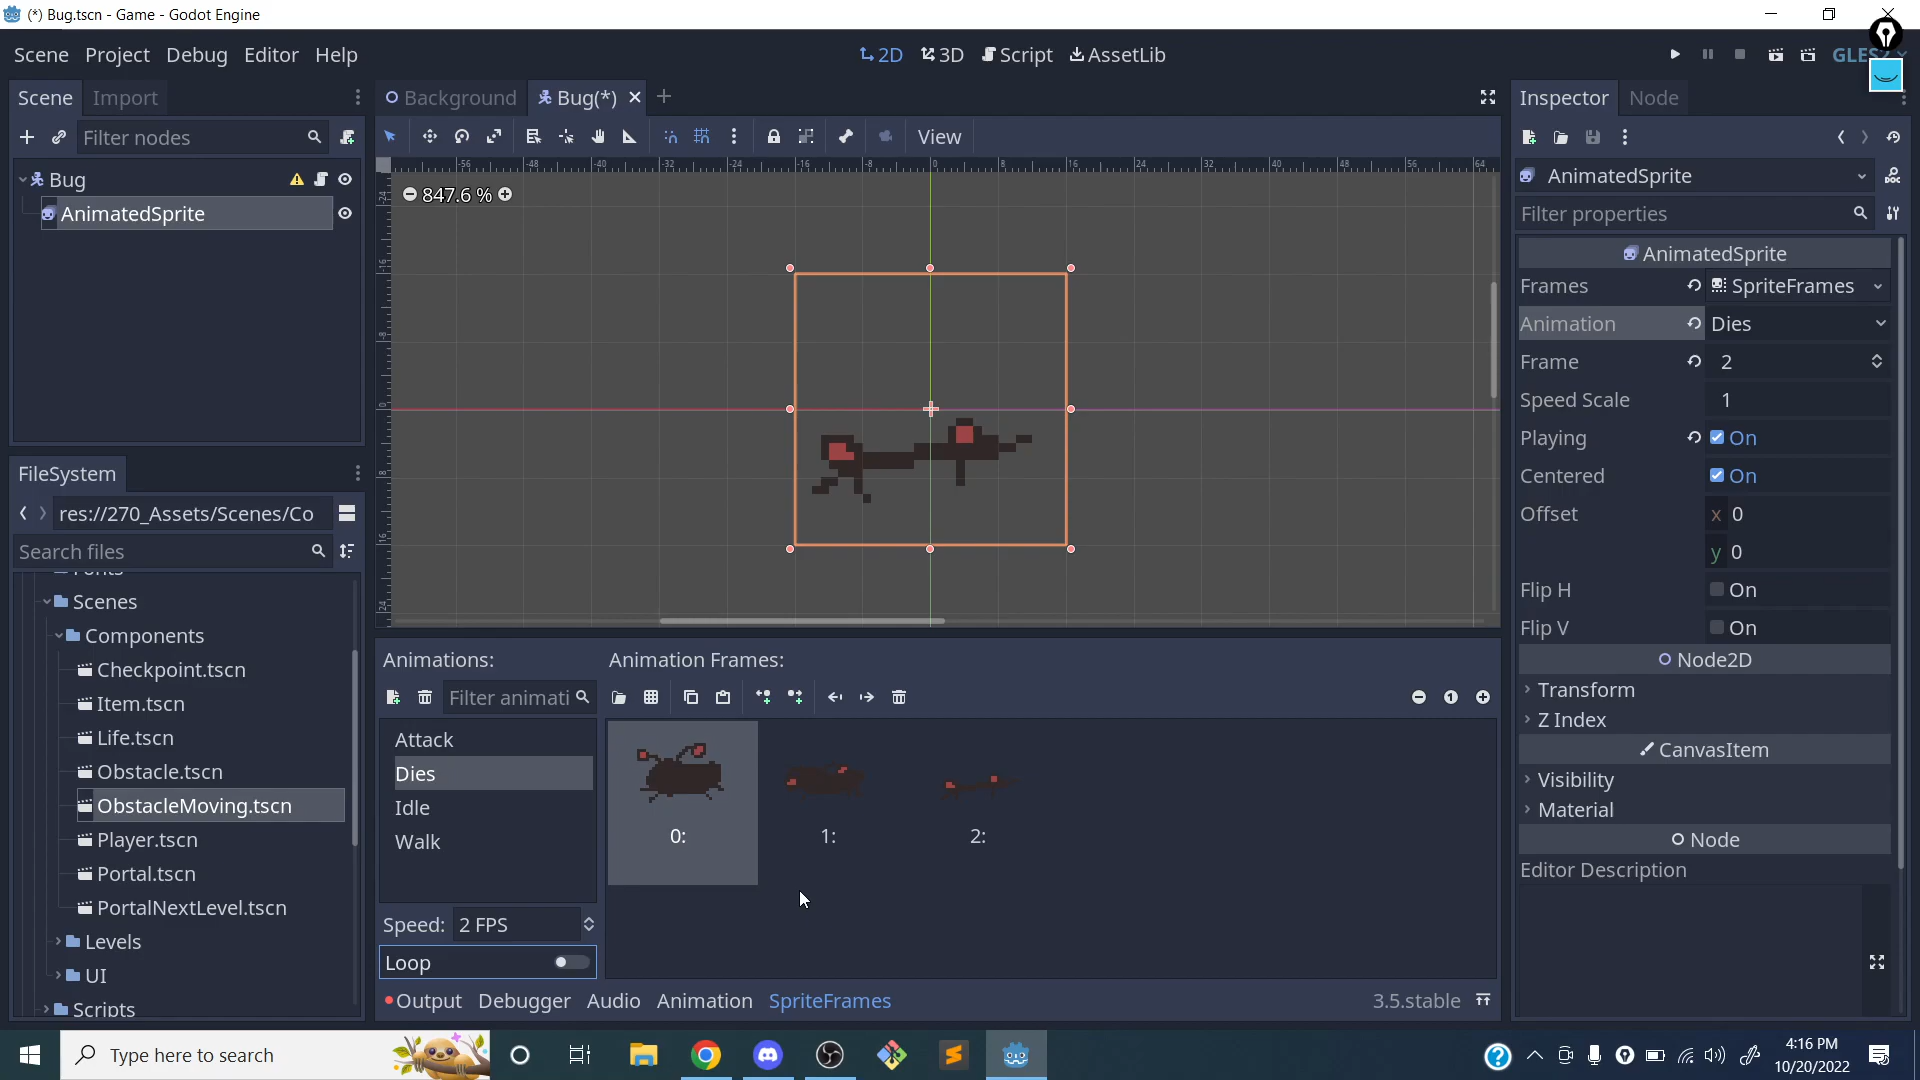 (*) Bug.tscn - Game - Godot Engine
Scene Project Debug Editor Help
2D 3D Script AssetLib
GLES2
Scene Import
Background Bug(*)
Inspector Node
Filter nodes
View
Bug
AnimatedSprite
847.6 %
AnimatedSprite
Filter properties
AnimatedSprite
Frames SpriteFrames
Animation Dies
Frame 2
Speed Scale 1
Playing On
Centered On
Offset x 0
y 0
Flip H On
Flip V On
Node2D
Transform
Z Index
CanvasItem
Visibility
Material
Node
Editor Description
FileSystem
res://270_Assets/Scenes/Co
Search files
Fonts
Scenes
Components
Checkpoint.tscn
Item.tscn
Life.tscn
Obstacle.tscn
ObstacleMoving.tscn
Player.tscn
Portal.tscn
PortalNextLevel.tscn
Levels
UI
Scripts
Animations:
Animation Frames:
Filter animati
Attack
Dies
Idle
Walk
0: 1: 2:
Speed: 2 FPS
Loop
Output Debugger Audio Animation SpriteFrames
3.5.stable
Type here to search
4:16 PM
10/20/2022